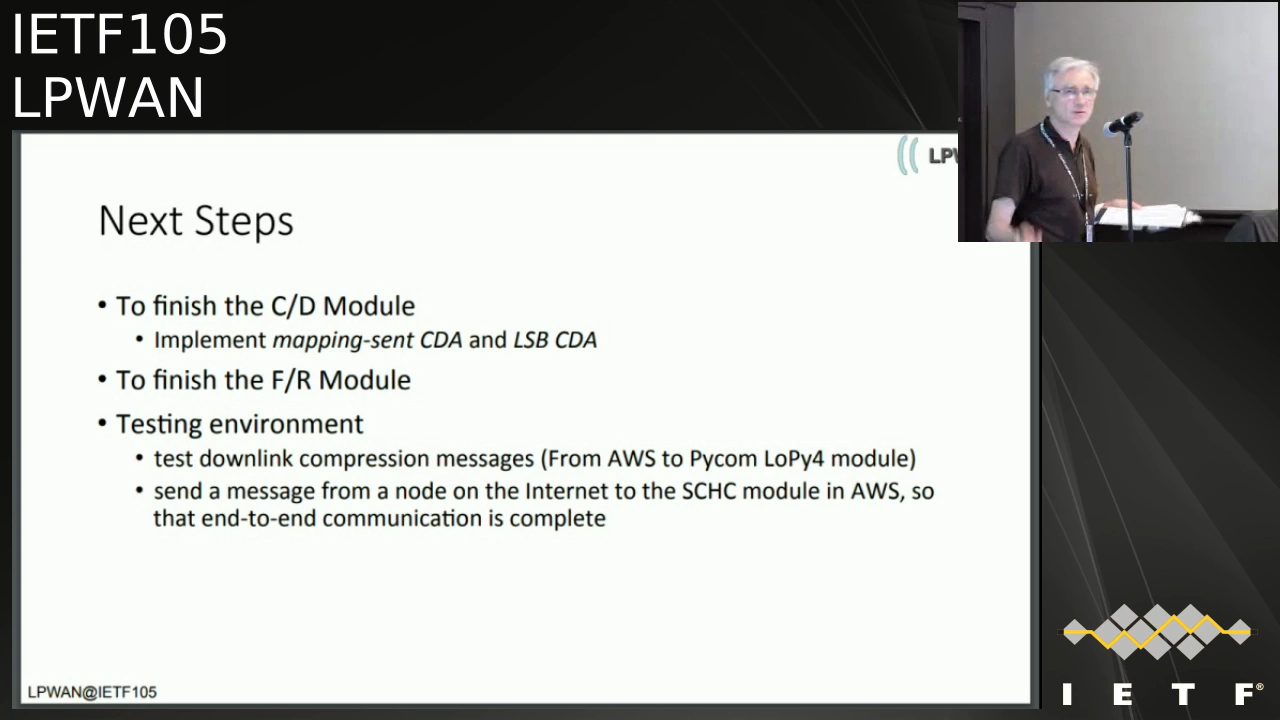 IETF105
LPWAN
Next Steps
• To finish the C/D Module
• Implement mapping-sent CDA and LSB CDA
• To finish the F/R Module
• Testing environment
• test downlink compression messages (From AWS to Pycom LoPy4 module)
• send a message from a node on the Internet to the SCHC module in AWS, so
that end-to-end communication is complete
LPWAN@IETF105
I E T F®